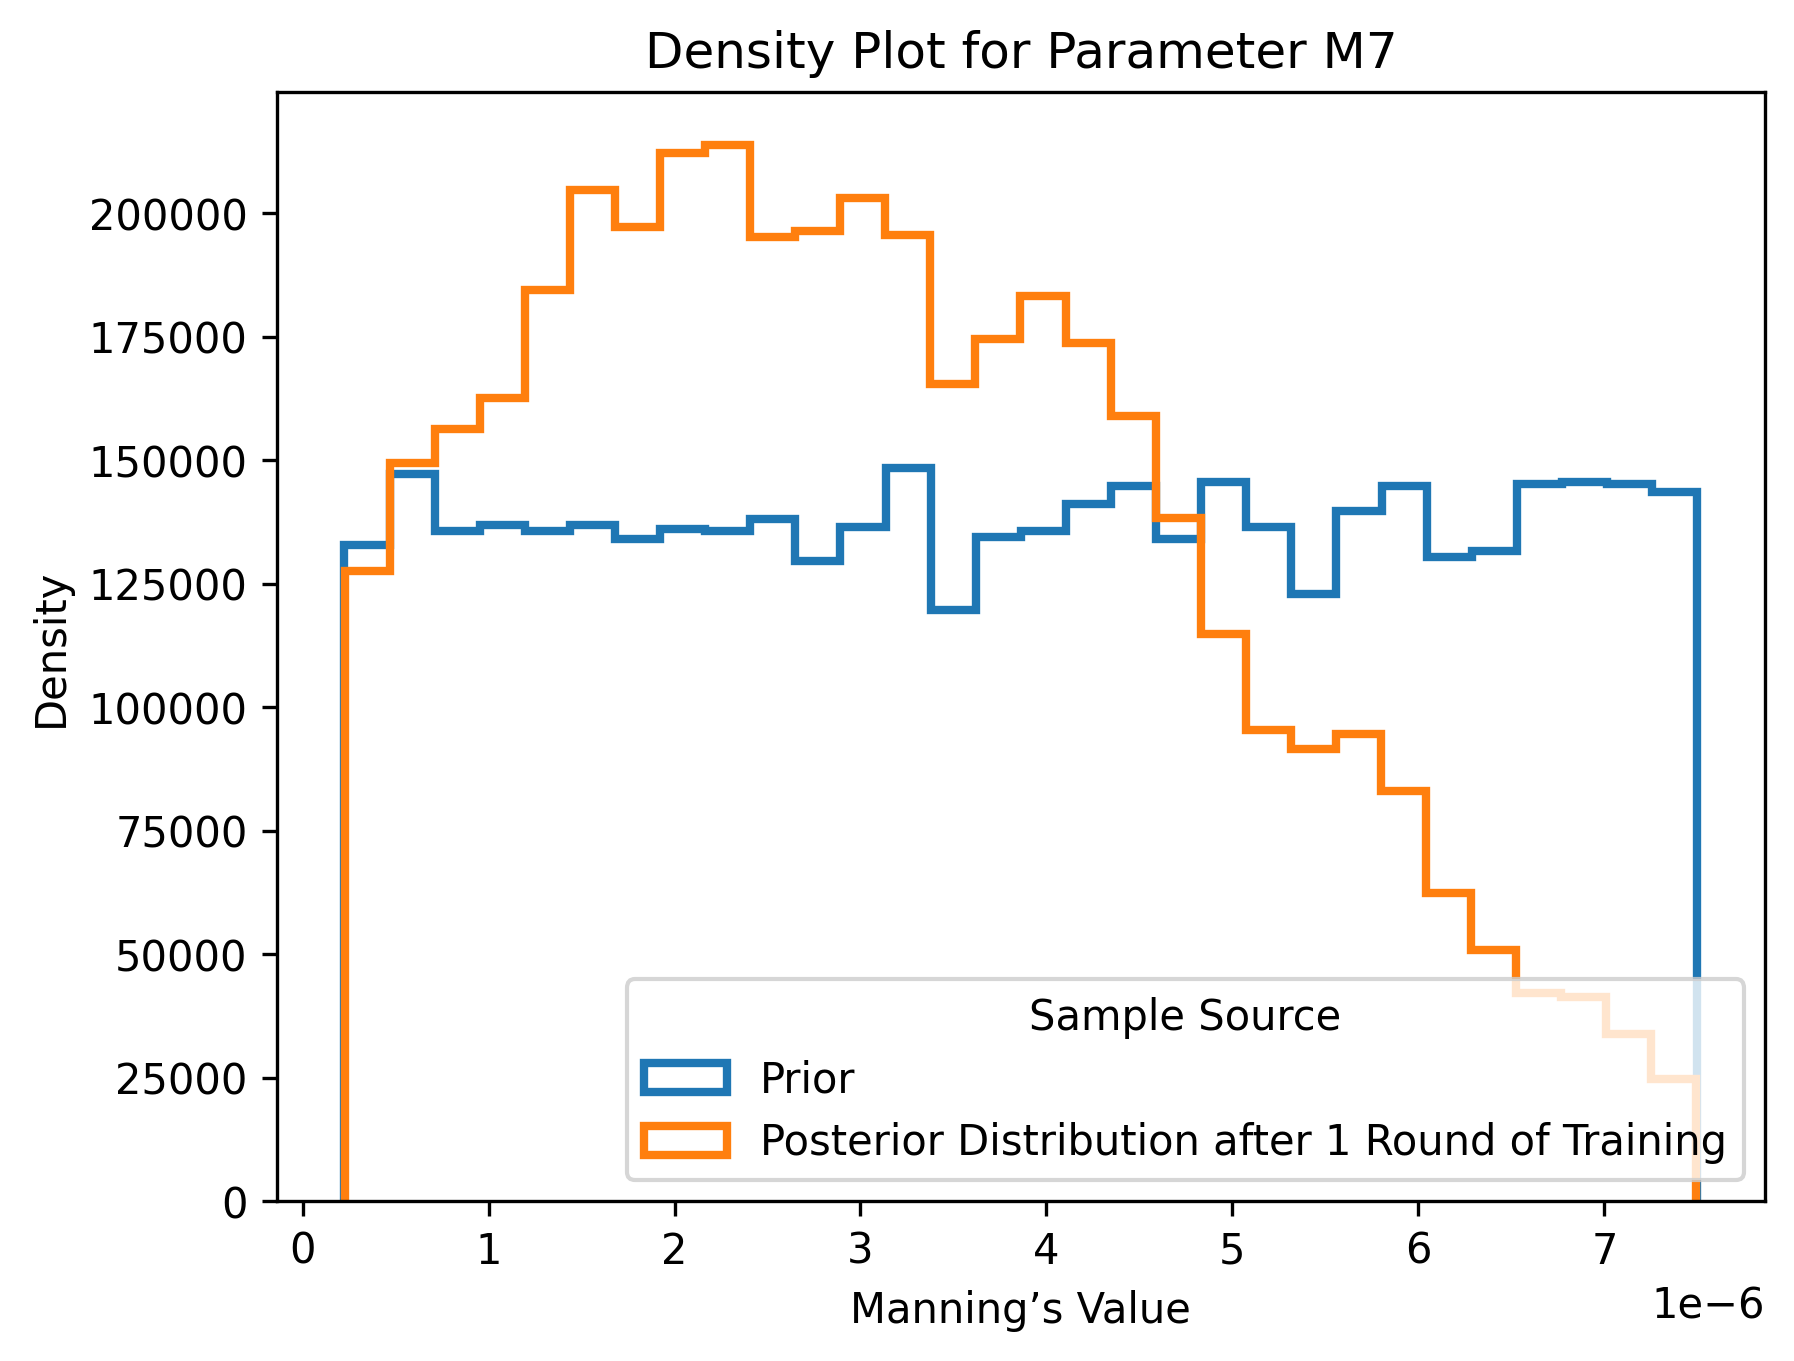 Density Plot for Parameter M7
Density
200000
175000
150000
125000
100000
75000
50000
25000
0
Sample Source
Prior
Posterior Distribution after 1 Round of Training
0 1 2 3 4 5 6 7
1e−6
Manning’s Value